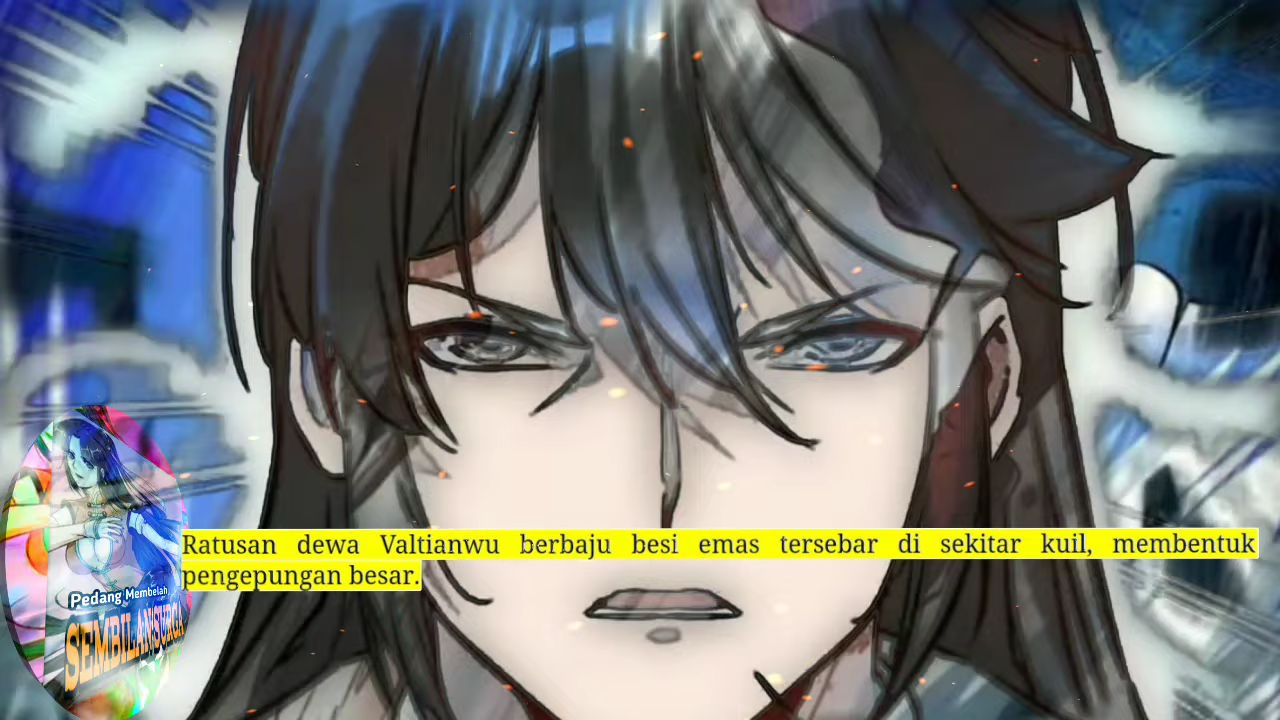 Ratusan dewa Valtianwu berbaju besi emas tersebar di sekitar kuil, membentuk
pengepungan besar.
Pedang Membelah
SEMBILAN SURGA